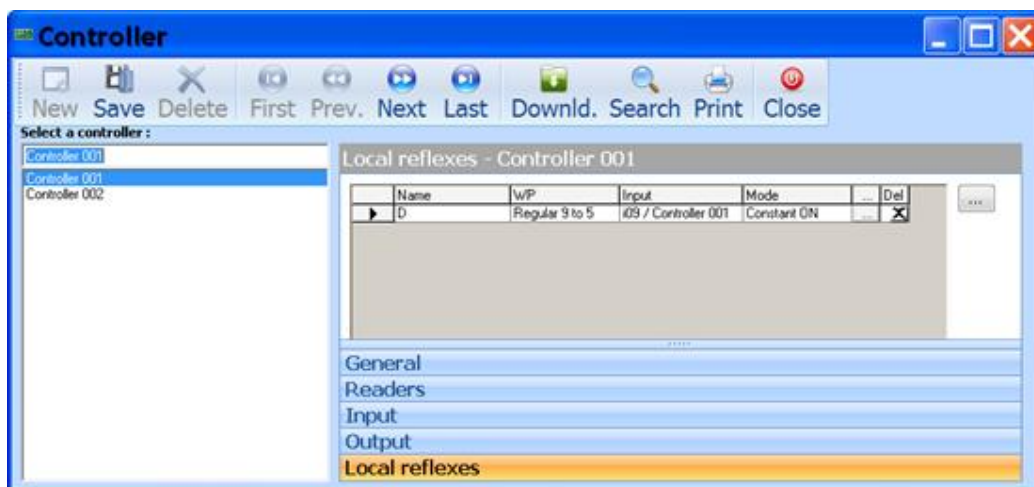 Controller
New Save Delete First Prev. Next Last Downld. Search Print Close
Select a controller :
Controller 001
Controller 001
Controller 002
Local reflexes - Controller 001
Name WP Input Mode ... Del
D Regular 9 to 5 i09 / Controller 001 Constant ON ... X
...
General
Readers
Input
Output
Local reflexes